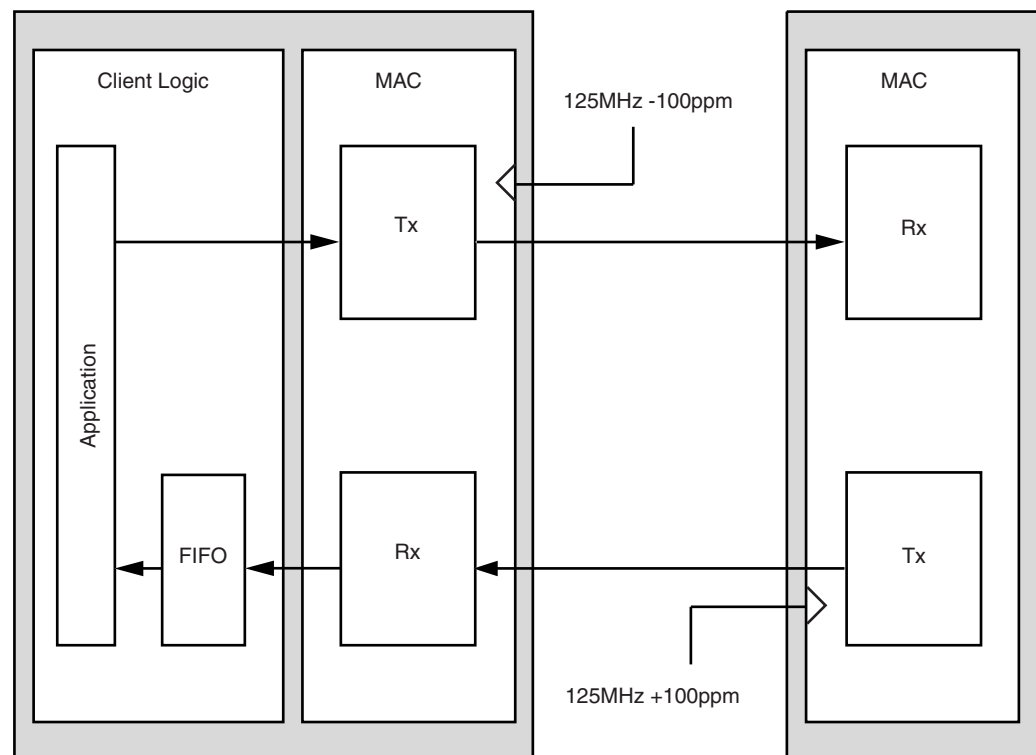 Client Logic
MAC
125MHz -100ppm
MAC
Tx
Rx
Application
FIFO
Rx
Tx
125MHz +100ppm